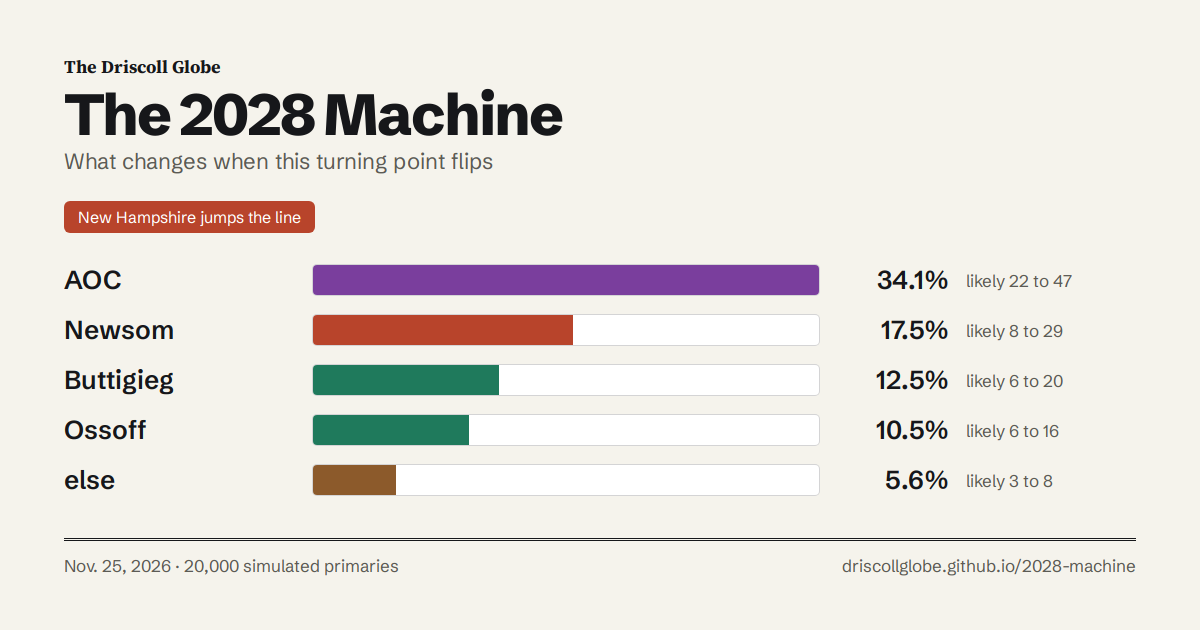 The Driscoll Globe
The 2028 Machine
What changes when this turning point flips
New Hampshire jumps the line
AOC 34.1% likely 22 to 47
Newsom 17.5% likely 8 to 29
Buttigieg 12.5% likely 6 to 20
Ossoff 10.5% likely 6 to 16
else 5.6% likely 3 to 8
Nov. 25, 2026 · 20,000 simulated primaries driscollglobe.github.io/2028-machine